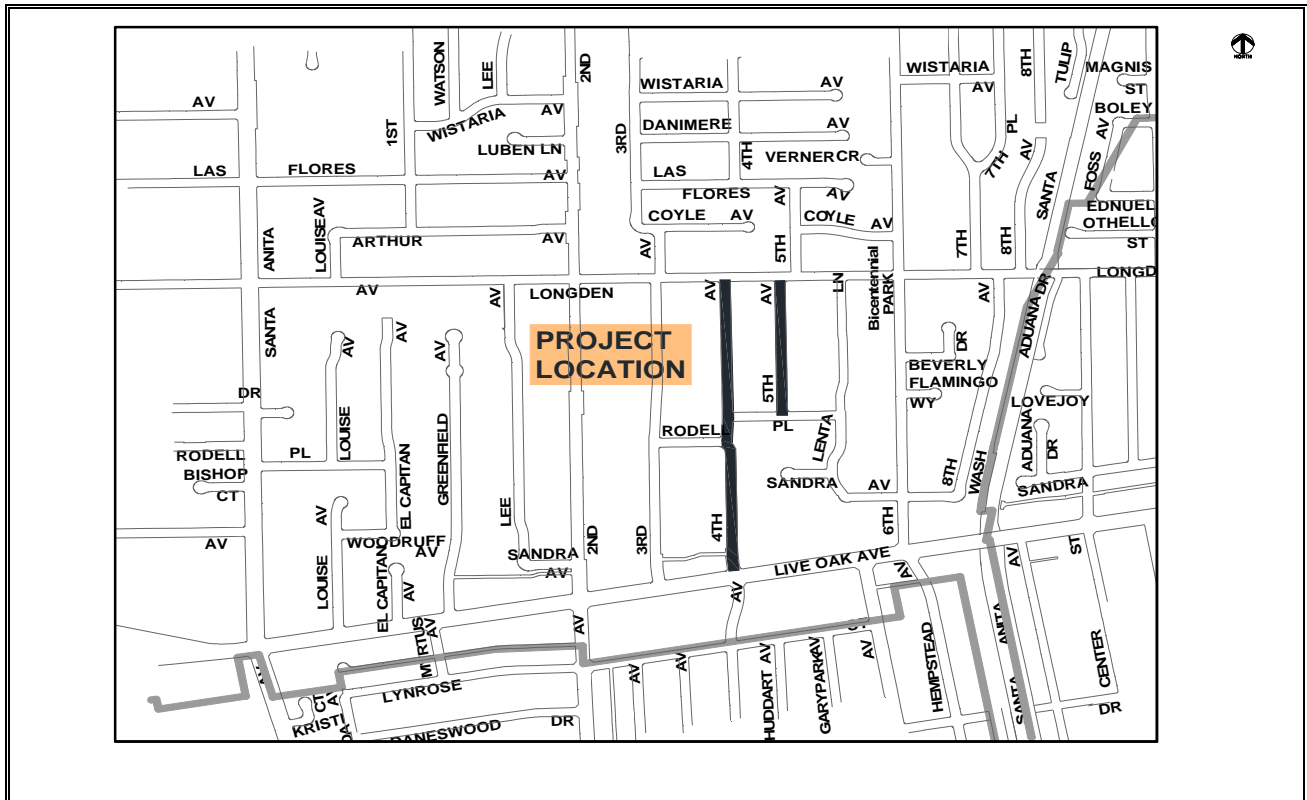 NORTH
WATSON
LEE
2ND
WISTARIA
AV
WISTARIA
AV
8TH
TULIP
MAGNIS
ST
BOLEY
AV
1ST
WISTARIA
AV
3RD
DANIMERE
AV
PL
AV
LUBEN LN
4TH
VERNER CR
7TH
AV
FOSS
LAS
FLORES
AV
LAS
FLORES
AV
AV
SANTA
EDNUEL
COYLE
AV
COYLE
AV
OTHELLO
ANITA
LOUISE AV
ARTHUR
AV
AV
5TH
7TH
8TH
ST
LONGD
AV
LONGDEN
AV
AV
AV
LN
Bicentennial
PARK
AV
ADUANA DR
SANTA
AV
AV
AV
AV
PROJECT
LOCATION
DR
BEVERLY
FLAMINGO
WY
DR
LOUISE
5TH
LOVEJOY
RODELL
PL
GREENFIELD
RODELL
PL
LENTA
ADUANA
DR
BISHOP
CT
EL CAPITAN
SANDRA
AV
8TH
WASH
SANDRA
AV
LEE
AV
WOODRUFF
AV
SANDRA
AV
2ND
3RD
4TH
6TH
LIVE OAK AVE
AV
ST
LOUISE
EL CAPITAN
AV
AV
AV
AV
MYRTUS
AV
AV
AV
HUDDART
AV
GARYPARK
AV
AV
HEMPSTEAD
ANITA
SANTA
CENTER
DR
CT
AV
KRISTI
LYNROSE
DR
DANESWOOD